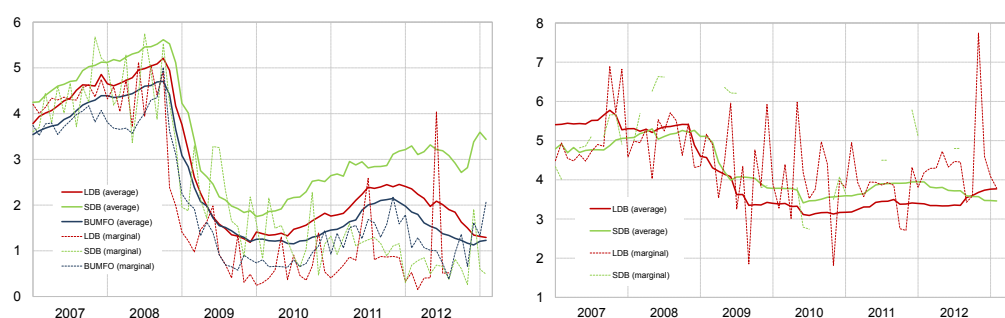 6
5
4
3
2
1
0
LDB (average)
SDB (average)
BUMFO (average)
LDB (marginal)
SDB (marginal)
BUMFO (marginal)
2007 2008 2009 2010 2011 2012
8
7
6
5
4
3
2
1
LDB (average)
SDB (average)
LDB (marginal)
SDB (marginal)
2007 2008 2009 2010 2011 2012